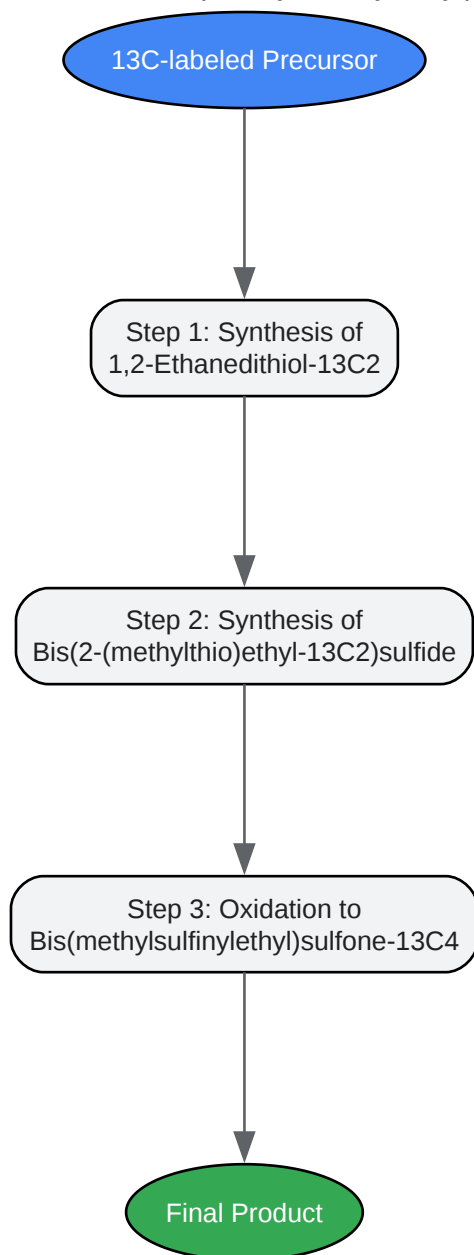 13C-labeled Precursor
Step 1: Synthesis of
1,2-Ethanedithiol-13C2
Step 2: Synthesis of
Bis(2-(methylthio)ethyl-13C2)sulfide
Step 3: Oxidation to
Bis(methylsulfinylethyl)sulfone-13C4
Final Product